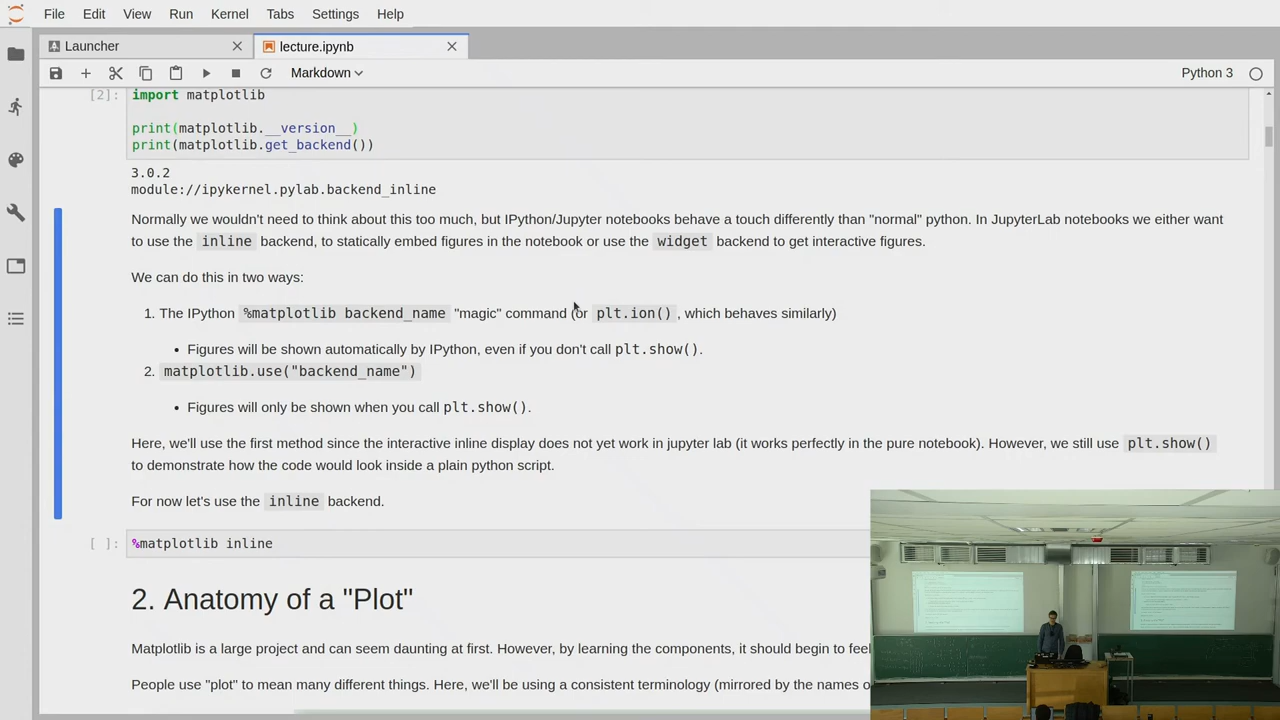 File Edit View Run Kernel Tabs Settings Help
Launcher
lecture.ipynb
Markdown
Python 3
[2]: import matplotlib
print(matplotlib.__version__)
print(matplotlib.get_backend())
3.0.2
module://ipykernel.pylab.backend_inline
Normally we wouldn't need to think about this too much, but IPython/Jupyter notebooks behave a touch differently than "normal" python. In JupyterLab notebooks we either want
to use the inline backend, to statically embed figures in the notebook or use the widget backend to get interactive figures.
We can do this in two ways:
1. The IPython %matplotlib backend_name "magic" command (or plt.ion(), which behaves similarly)
• Figures will be shown automatically by IPython, even if you don't call plt.show().
2. matplotlib.use("backend_name")
• Figures will only be shown when you call plt.show().
Here, we'll use the first method since the interactive inline display does not yet work in jupyter lab (it works perfectly in the pure notebook). However, we still use plt.show()
to demonstrate how the code would look inside a plain python script.
For now let's use the inline backend.
[ ]: %matplotlib inline
2. Anatomy of a "Plot"
Matplotlib is a large project and can seem daunting at first. However, by learning the components, it should begin to feel
People use "plot" to mean many different things. Here, we'll be using a consistent terminology (mirrored by the names o